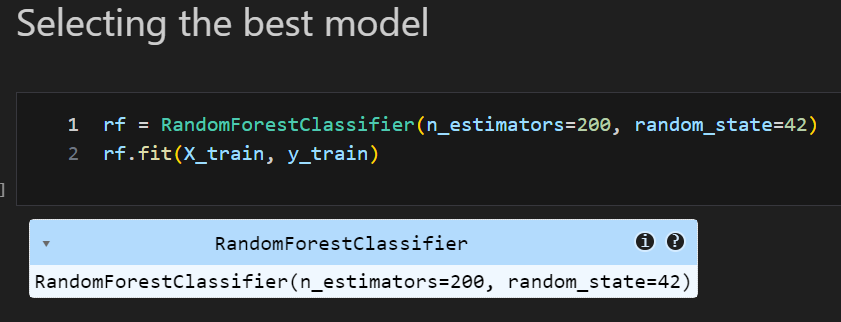 Selecting the best model
1 rf = RandomForestClassifier(n_estimators=200, random_state=42)
2 rf.fit(X_train, y_train)
]
▾ RandomForestClassifier i ?
RandomForestClassifier(n_estimators=200, random_state=42)